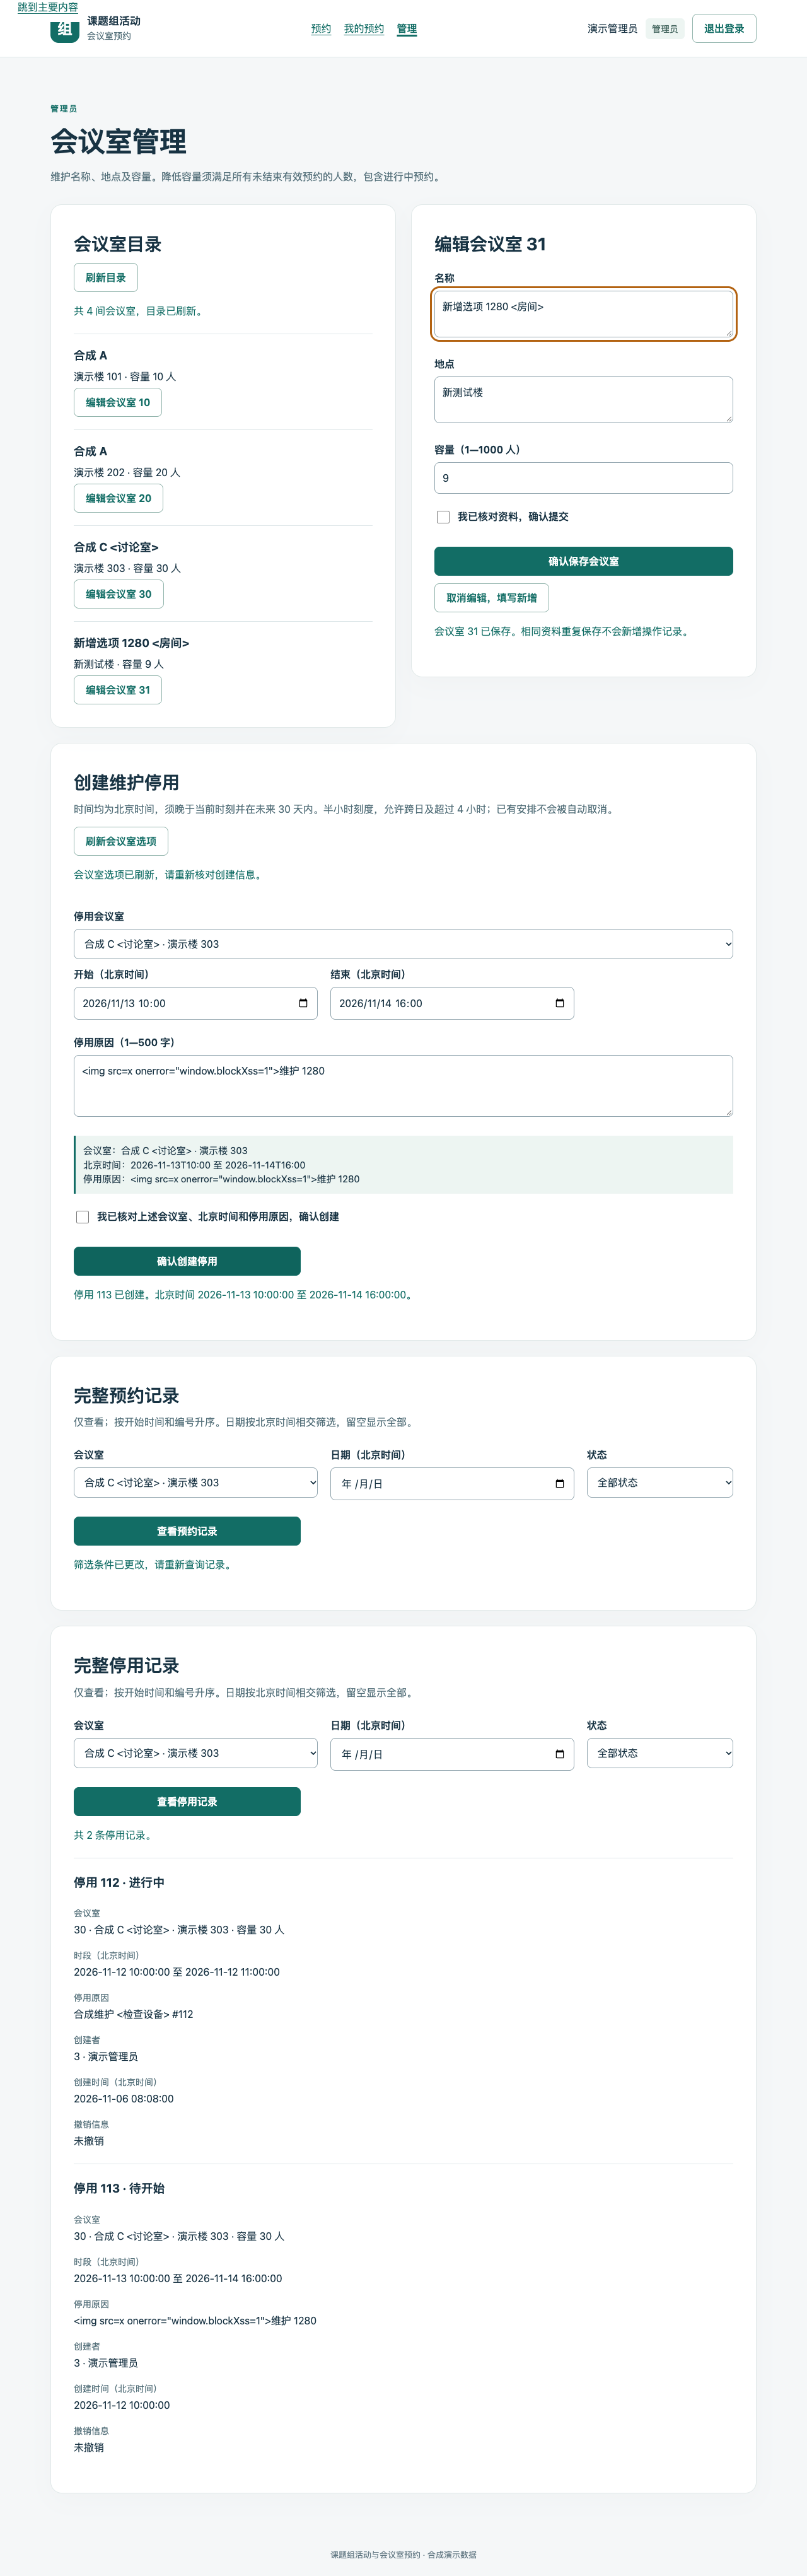 跳到主要内容
组
课题组活动
会议室预约
预约 我的预约 管理
演示管理员 管理员 退出登录
管理员
会议室管理
维护名称、地点及容量。降低容量须满足所有未结束有效预约的人数，包含进行中预约。
会议室目录
刷新目录
共 4 间会议室，目录已刷新。
合成 A
演示楼 101 · 容量 10 人
编辑会议室 10
合成 A
演示楼 202 · 容量 20 人
编辑会议室 20
合成 C <讨论室>
演示楼 303 · 容量 30 人
编辑会议室 30
新增选项 1280 <房间>
新测试楼 · 容量 9 人
编辑会议室 31
编辑会议室 31
名称
新增选项 1280 <房间>
地点
新测试楼
容量（1—1000 人）
9
我已核对资料，确认提交
确认保存会议室
取消编辑，填写新增
会议室 31 已保存。相同资料重复保存不会新增操作记录。
创建维护停用
时间均为北京时间，须晚于当前时刻并在未来 30 天内。半小时刻度，允许跨日及超过 4 小时；已有安排不会被自动取消。
刷新会议室选项
会议室选项已刷新，请重新核对创建信息。
停用会议室
合成 C <讨论室> · 演示楼 303
开始（北京时间） 结束（北京时间）
2026/11/13 10:00 2026/11/14 16:00
停用原因（1—500 字）
<img src=x onerror="window.blockXss=1">维护 1280
会议室：合成 C <讨论室> · 演示楼 303
北京时间：2026-11-13T10:00 至 2026-11-14T16:00
停用原因：<img src=x onerror="window.blockXss=1">维护 1280
我已核对上述会议室、北京时间和停用原因，确认创建
确认创建停用
停用 113 已创建。北京时间 2026-11-13 10:00:00 至 2026-11-14 16:00:00。
完整预约记录
仅查看；按开始时间和编号升序。日期按北京时间相交筛选，留空显示全部。
会议室 日期（北京时间） 状态
合成 C <讨论室> · 演示楼 303 年 /月/日 全部状态
查看预约记录
筛选条件已更改，请重新查询记录。
完整停用记录
仅查看；按开始时间和编号升序。日期按北京时间相交筛选，留空显示全部。
会议室 日期（北京时间） 状态
合成 C <讨论室> · 演示楼 303 年 /月/日 全部状态
查看停用记录
共 2 条停用记录。
停用 112 · 进行中
会议室
30 · 合成 C <讨论室> · 演示楼 303 · 容量 30 人
时段（北京时间）
2026-11-12 10:00:00 至 2026-11-12 11:00:00
停用原因
合成维护 <检查设备> #112
创建者
3 · 演示管理员
创建时间（北京时间）
2026-11-06 08:08:00
撤销信息
未撤销
停用 113 · 待开始
会议室
30 · 合成 C <讨论室> · 演示楼 303 · 容量 30 人
时段（北京时间）
2026-11-13 10:00:00 至 2026-11-14 16:00:00
停用原因
<img src=x onerror="window.blockXss=1">维护 1280
创建者
3 · 演示管理员
创建时间（北京时间）
2026-11-12 10:00:00
撤销信息
未撤销
课题组活动与会议室预约 · 合成演示数据